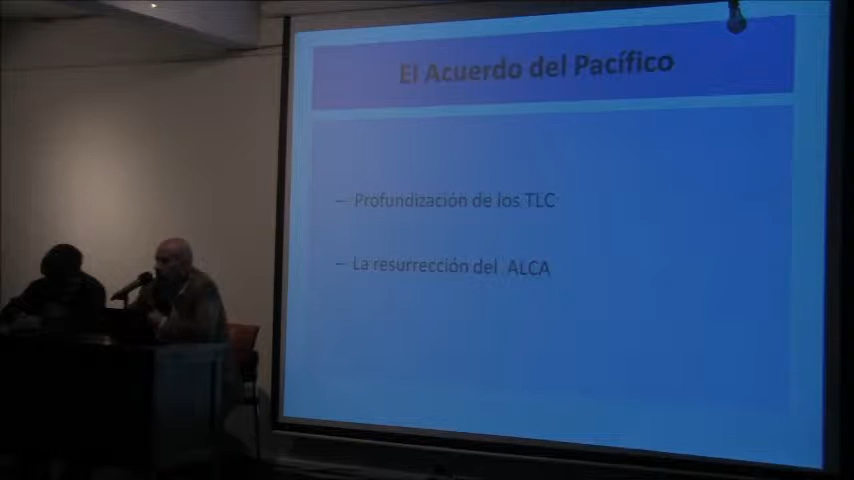 El Acuerdo del Pacífico
– Profundización de los TLC
– La resurrección del ALCA